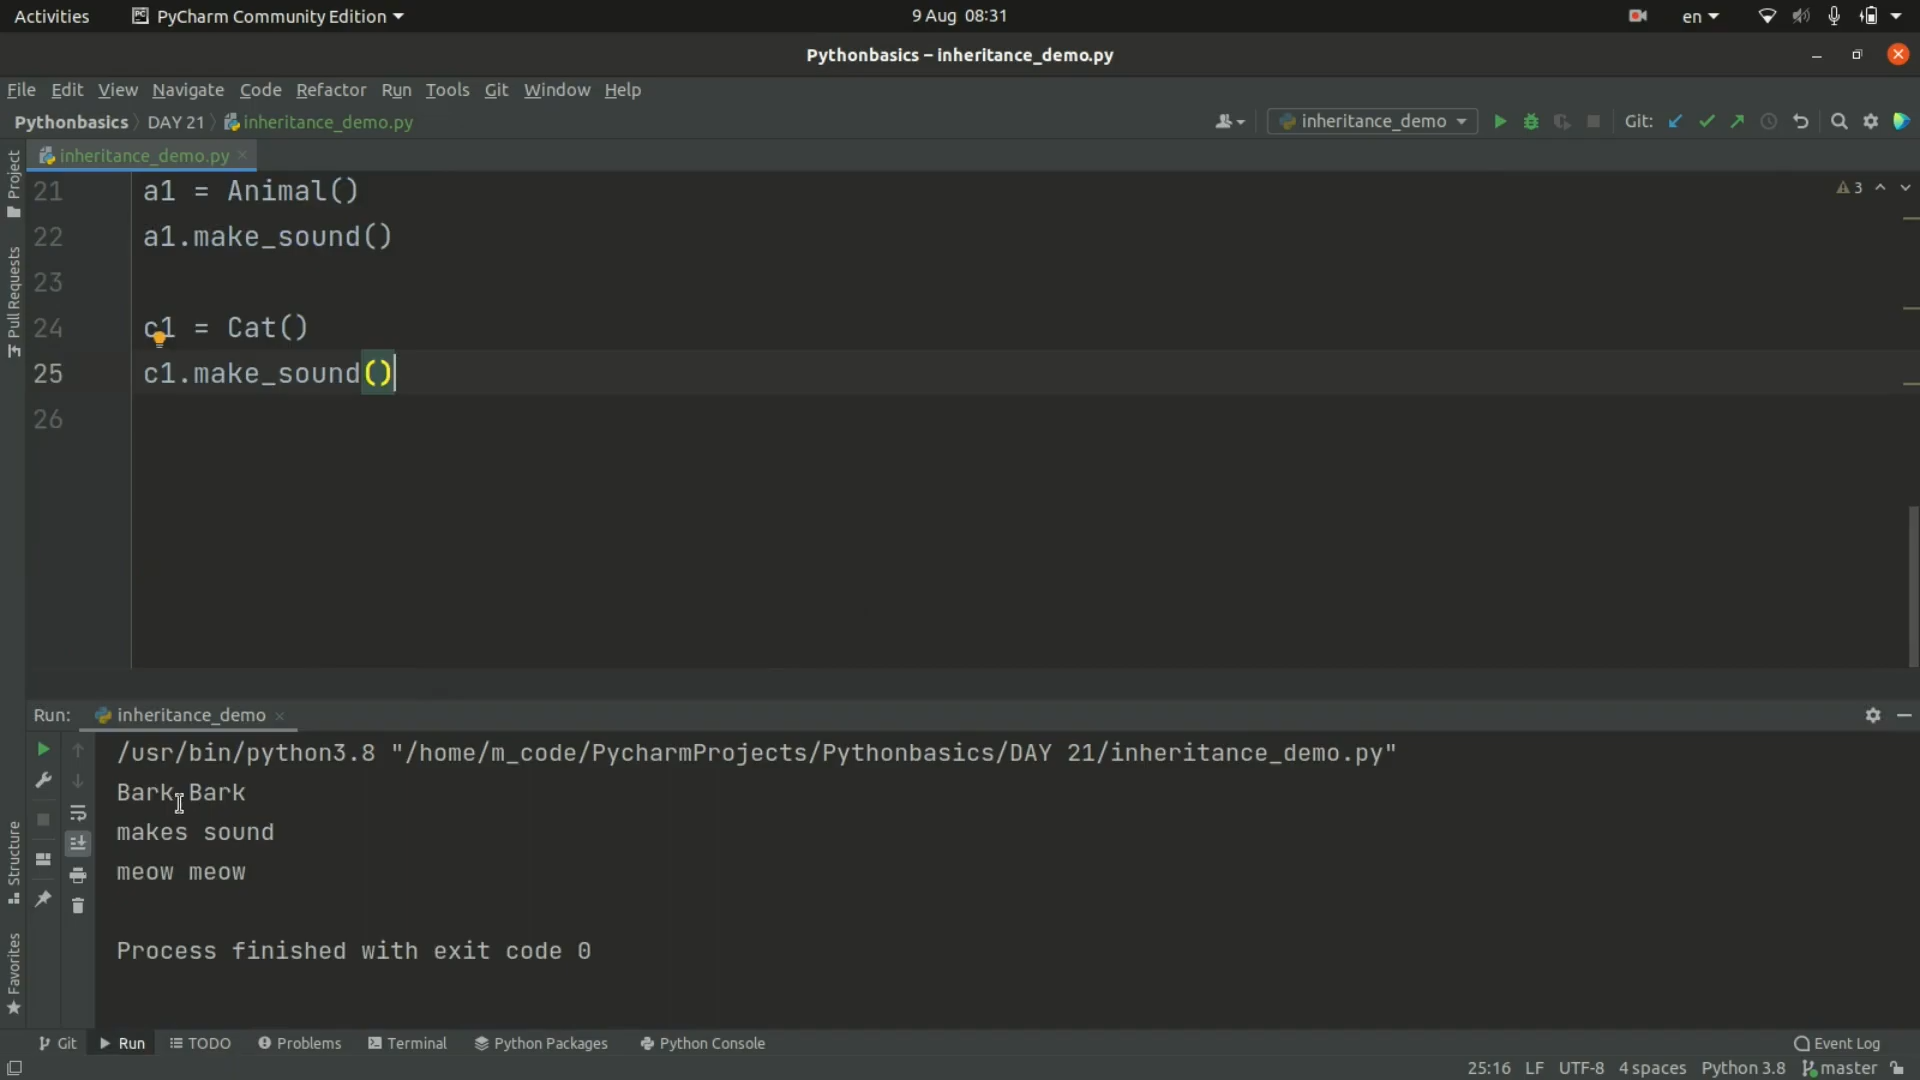 Activities PyCharm Community Edition 9 Aug 08:31 en
Pythonbasics – inheritance_demo.py
File Edit View Navigate Code Refactor Run Tools Git Window Help
Pythonbasics DAY 21 inheritance_demo.py inheritance_demo Git:
inheritance_demo.py
Project
Pull Requests
Structure
Favorites
21 a1 = Animal() 3
22 a1.make_sound()
23
24 c1 = Cat()
25 c1.make_sound()
26
Run: inheritance_demo
/usr/bin/python3.8 "/home/m_code/PycharmProjects/Pythonbasics/DAY 21/inheritance_demo.py"
Bark Bark
makes sound
meow meow
Process finished with exit code 0
Git Run TODO Problems Terminal Python Packages Python Console Event Log
25:16 LF UTF-8 4 spaces Python 3.8 master